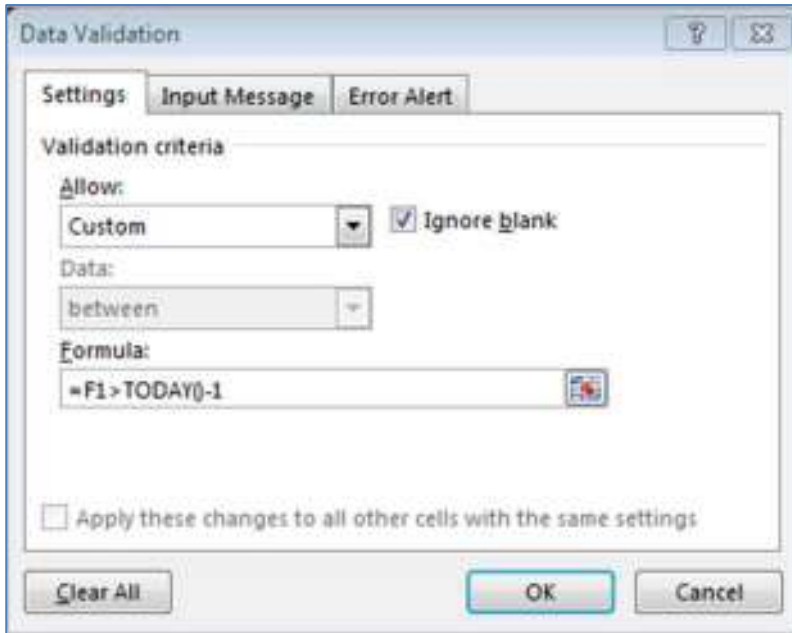 Data Validation
Settings Input Message Error Alert
Validation criteria
Allow:
Custom Ignore blank
Data:
between
Formula:
=F1>TODAY()-1
Apply these changes to all other cells with the same settings
Clear All OK Cancel